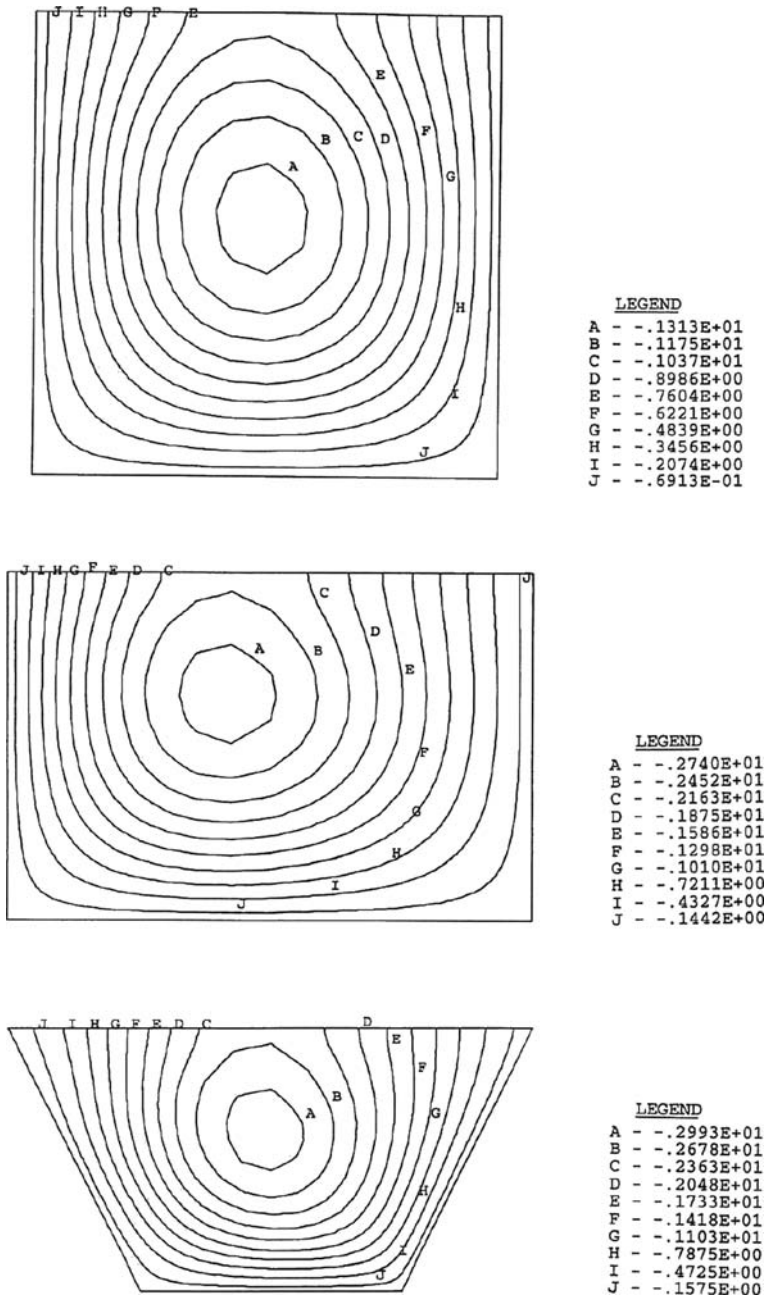 J I H G F E
E
F
B C D
A
G
H
I
J
LEGEND
A - -.1313E+01
B - -.1175E+01
C - -.1037E+01
D - -.8986E+00
E - -.7604E+00
F - -.6221E+00
G - -.4839E+00
H - -.3456E+00
I - -.2074E+00
J - -.6913E-01
J I H G F E D C J
C
D
A B
E
F
G
H
I
J
LEGEND
A - -.2740E+01
B - -.2452E+01
C - -.2163E+01
D - -.1875E+01
E - -.1586E+01
F - -.1298E+01
G - -.1010E+01
H - -.7211E+00
I - -.4327E+00
J - -.1442E+00
J I H G F E D C D
E
F
B
A G
H
I
J
LEGEND
A - -.2993E+01
B - -.2678E+01
C - -.2363E+01
D - -.2048E+01
E - -.1733E+01
F - -.1418E+01
G - -.1103E+01
H - -.7875E+00
I - -.4725E+00
J - -.1575E+00